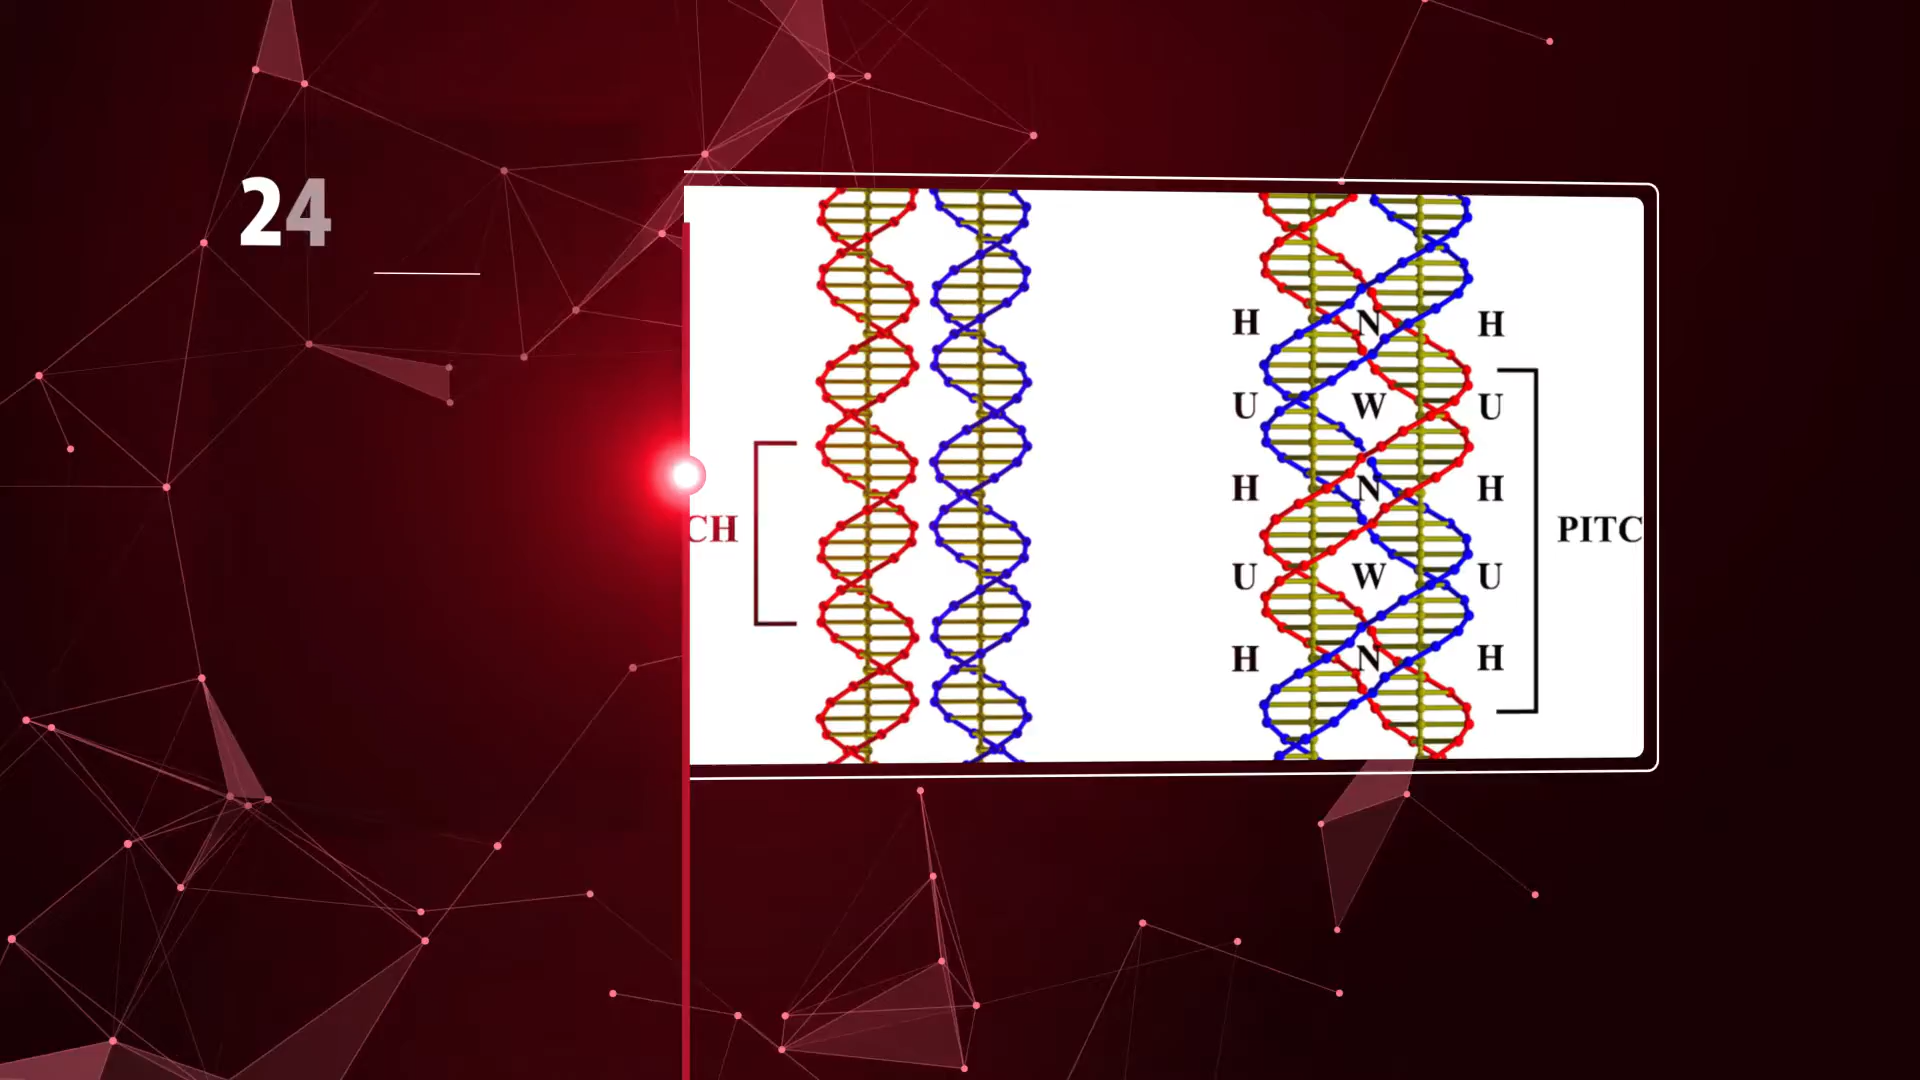 24
H N H
U W U
CH
H N H
PITC
U W U
H N H